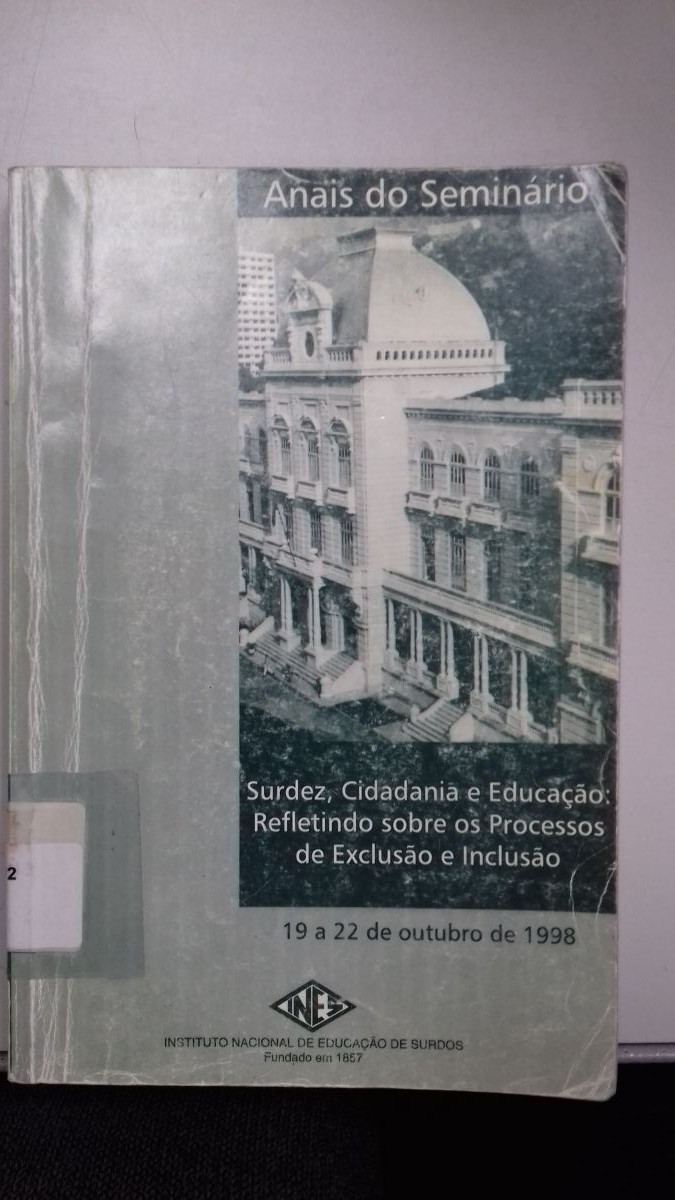 Anais do Seminário
Surdez, Cidadania e Educação:
Refletindo sobre os Processos
de Exclusão e Inclusão
19 a 22 de outubro de 1998
2
INES
INSTITUTO NACIONAL DE EDUCAÇÃO DE SURDOS
Fundado em 1857